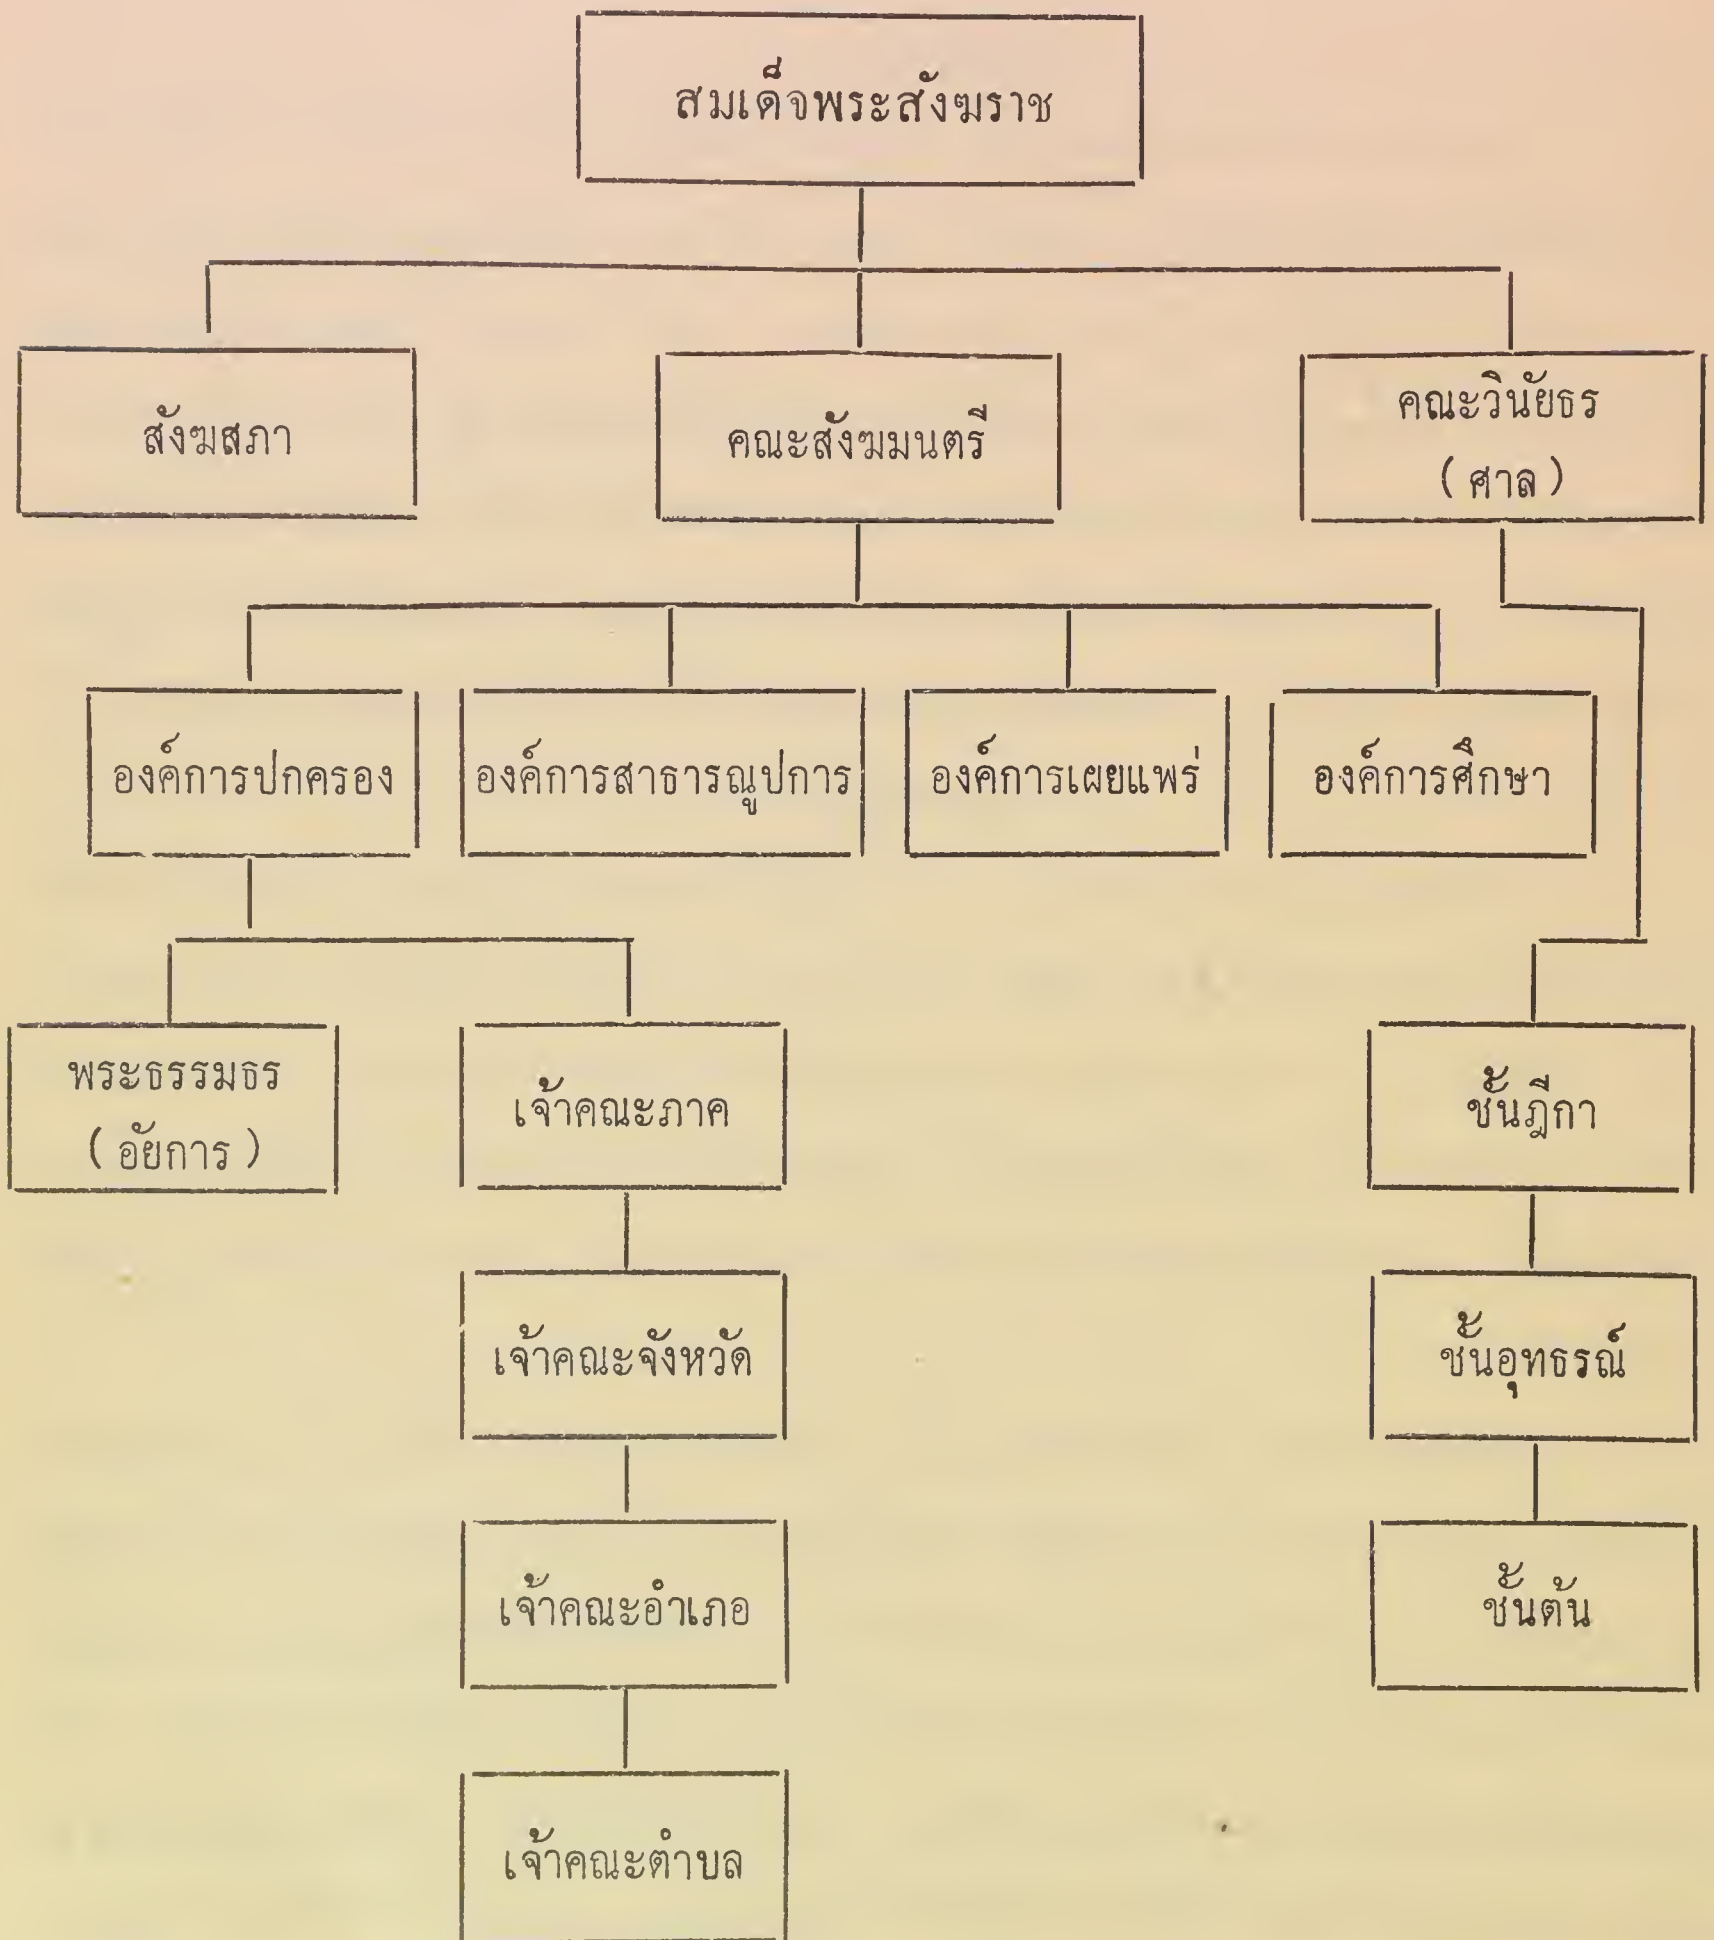 สมเด็จพระสังฆราช
สังฆสภา
คณะสังฆมนตรี
คณะวินัยธร
( ศาล )
องค์การปกครอง
องค์การสาธารณูปการ
องค์การเผยแพร่
องค์การศึกษา
พระธรรมธร
( อัยการ )
เจ้าคณะภาค
ชั้นฎีกา
เจ้าคณะจังหวัด
ชั้นอุทธรณ์
เจ้าคณะอำเภอ
ชั้นต้น
เจ้าคณะตำบล